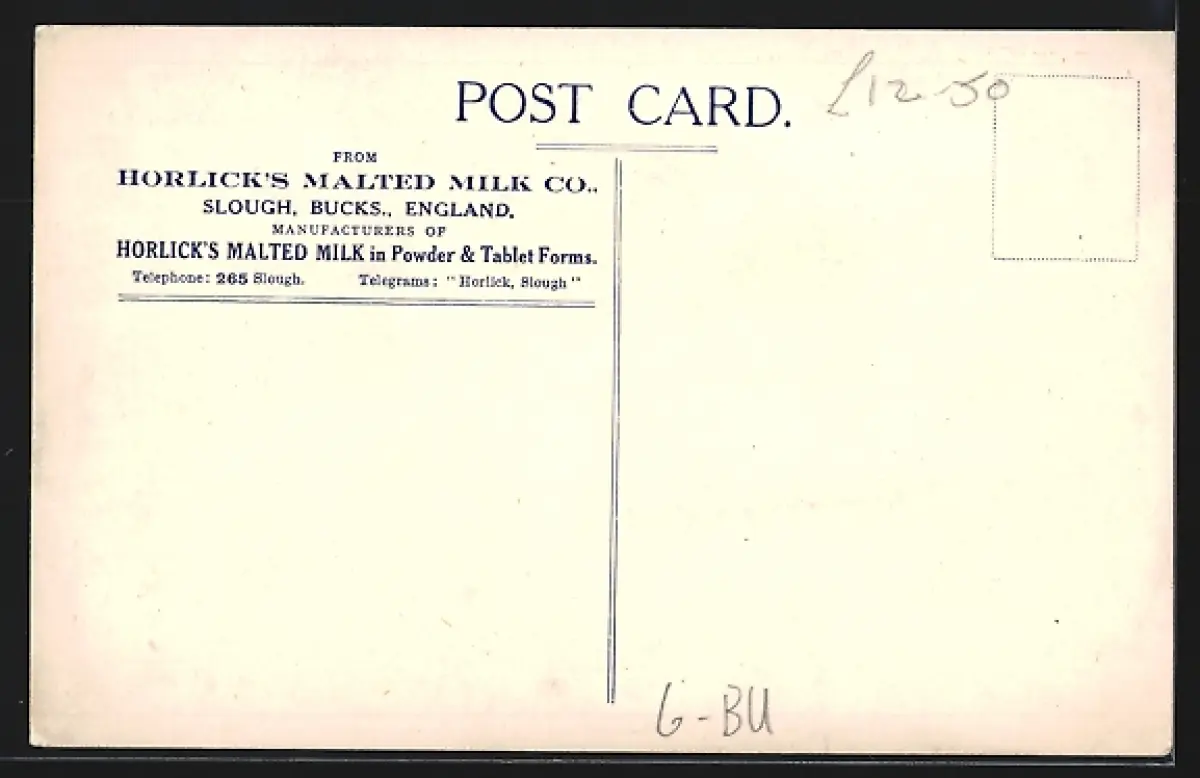 POST CARD.
£12-50
FROM
HORLICK'S MALTED MILK CO.,
SLOUGH, BUCKS., ENGLAND,
MANUFACTURERS OF
HORLICK'S MALTED MILK in Powder & Tablet Forms.
Telephone: 265 Slough. Telegrams: "Horlick, Slough"
G-BU